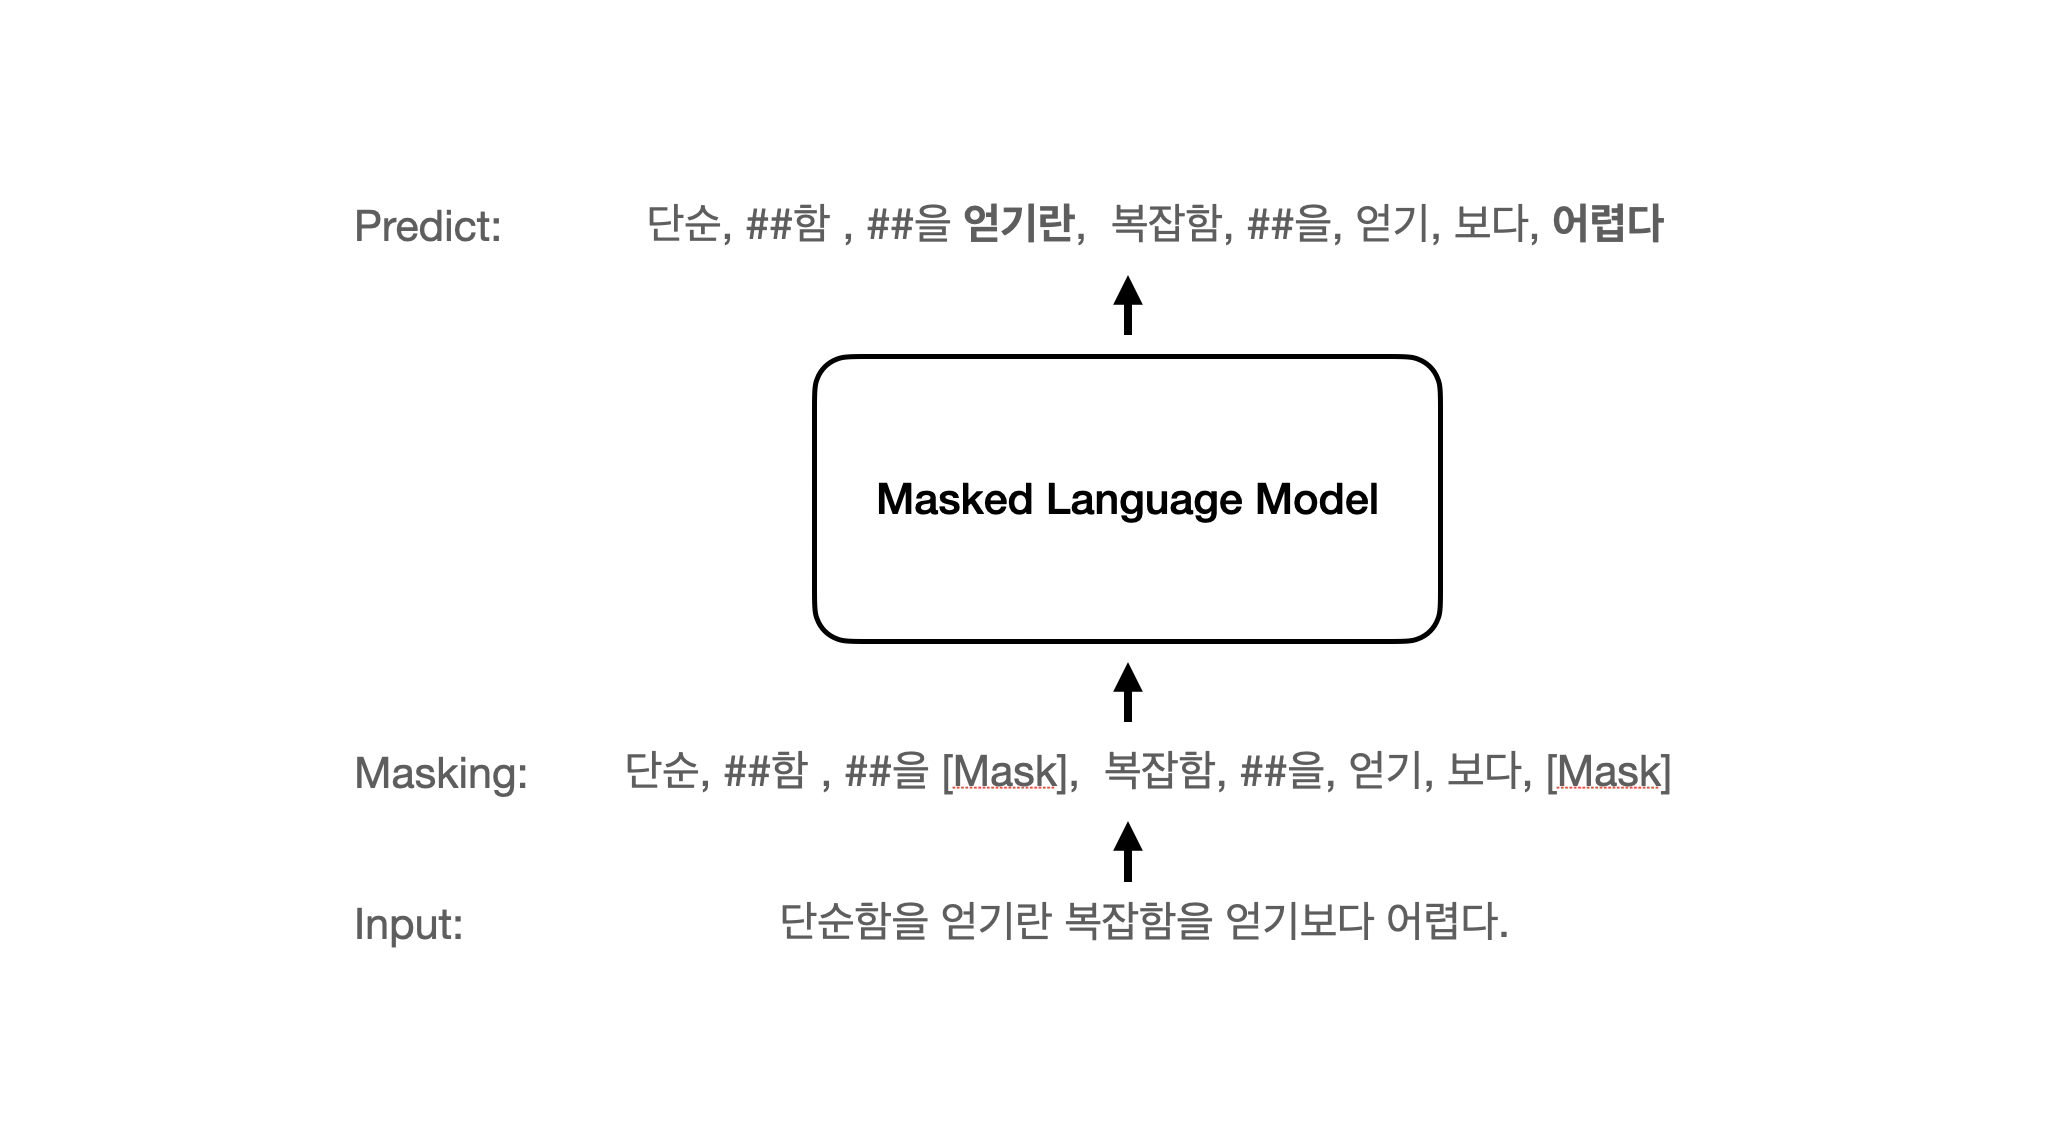 Predict: 단순, ##함 , ##을 얻기란, 복잡함, ##을, 얻기, 보다, 어렵다
Masked Language Model
Masking: 단순, ##함 , ##을 [Mask], 복잡함, ##을, 얻기, 보다, [Mask]
Input: 단순함을 얻기란 복잡함을 얻기보다 어렵다.